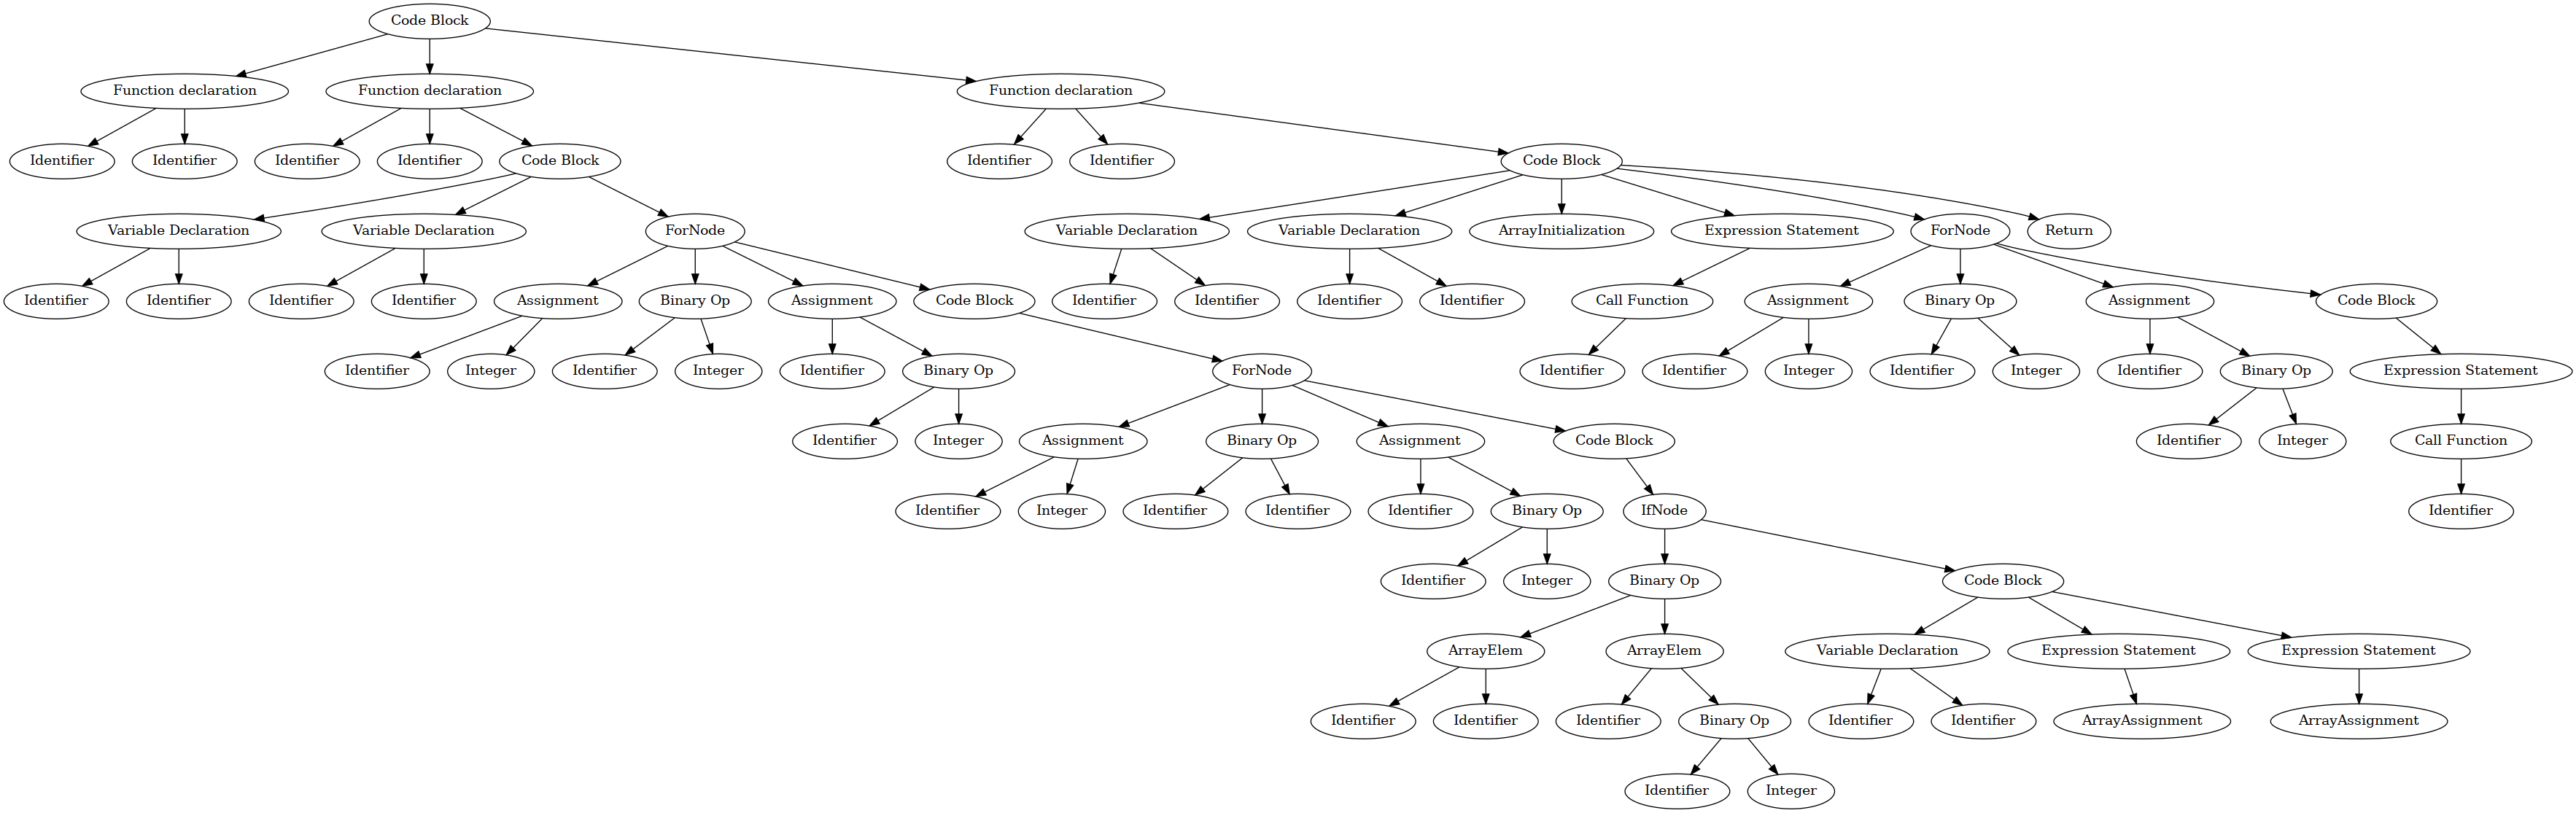 Code Block
Function declaration
Function declaration
Function declaration
Identifier
Identifier
Identifier
Identifier
Code Block
Identifier
Identifier
Code Block
Variable Declaration
Variable Declaration
ForNode
Variable Declaration
Variable Declaration
ArrayInitialization
Expression Statement
ForNode
Return
Identifier
Identifier
Identifier
Identifier
Assignment
Binary Op
Assignment
Code Block
Identifier
Identifier
Identifier
Identifier
Call Function
Assignment
Binary Op
Assignment
Code Block
Identifier
Integer
Identifier
Integer
Identifier
Binary Op
ForNode
Identifier
Identifier
Integer
Identifier
Integer
Identifier
Binary Op
Expression Statement
Identifier
Integer
Assignment
Binary Op
Assignment
Code Block
Identifier
Integer
Call Function
Identifier
Integer
Identifier
Identifier
Identifier
Binary Op
IfNode
Identifier
Identifier
Integer
Binary Op
Code Block
ArrayElem
ArrayElem
Variable Declaration
Expression Statement
Expression Statement
Identifier
Identifier
Identifier
Binary Op
Identifier
Identifier
ArrayAssignment
ArrayAssignment
Identifier
Integer